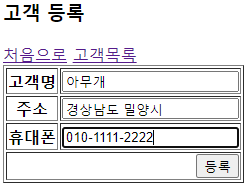 고객 등록
처음으로 고객목록
고객명 아무개
주소 경상남도 밀양시
휴대폰 010-1111-2222
등록